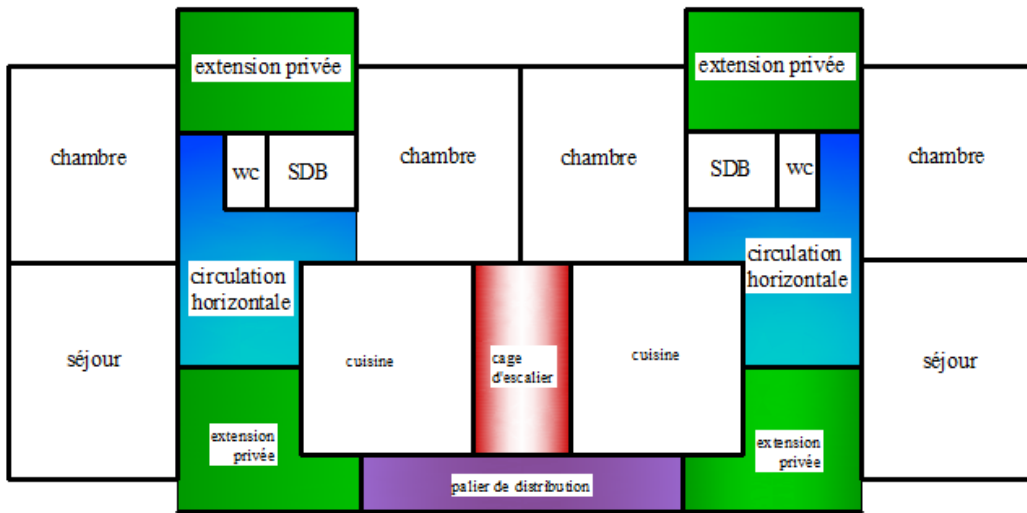 extension privée
extension privée
chambre
wc
SDB
chambre
chambre
SDB
wc
chambre
circulation
horizontale
circulation
horizontale
séjour
cuisine
cage
d'escalier
cuisine
séjour
extension
privée
extension
privée
palier de distribution